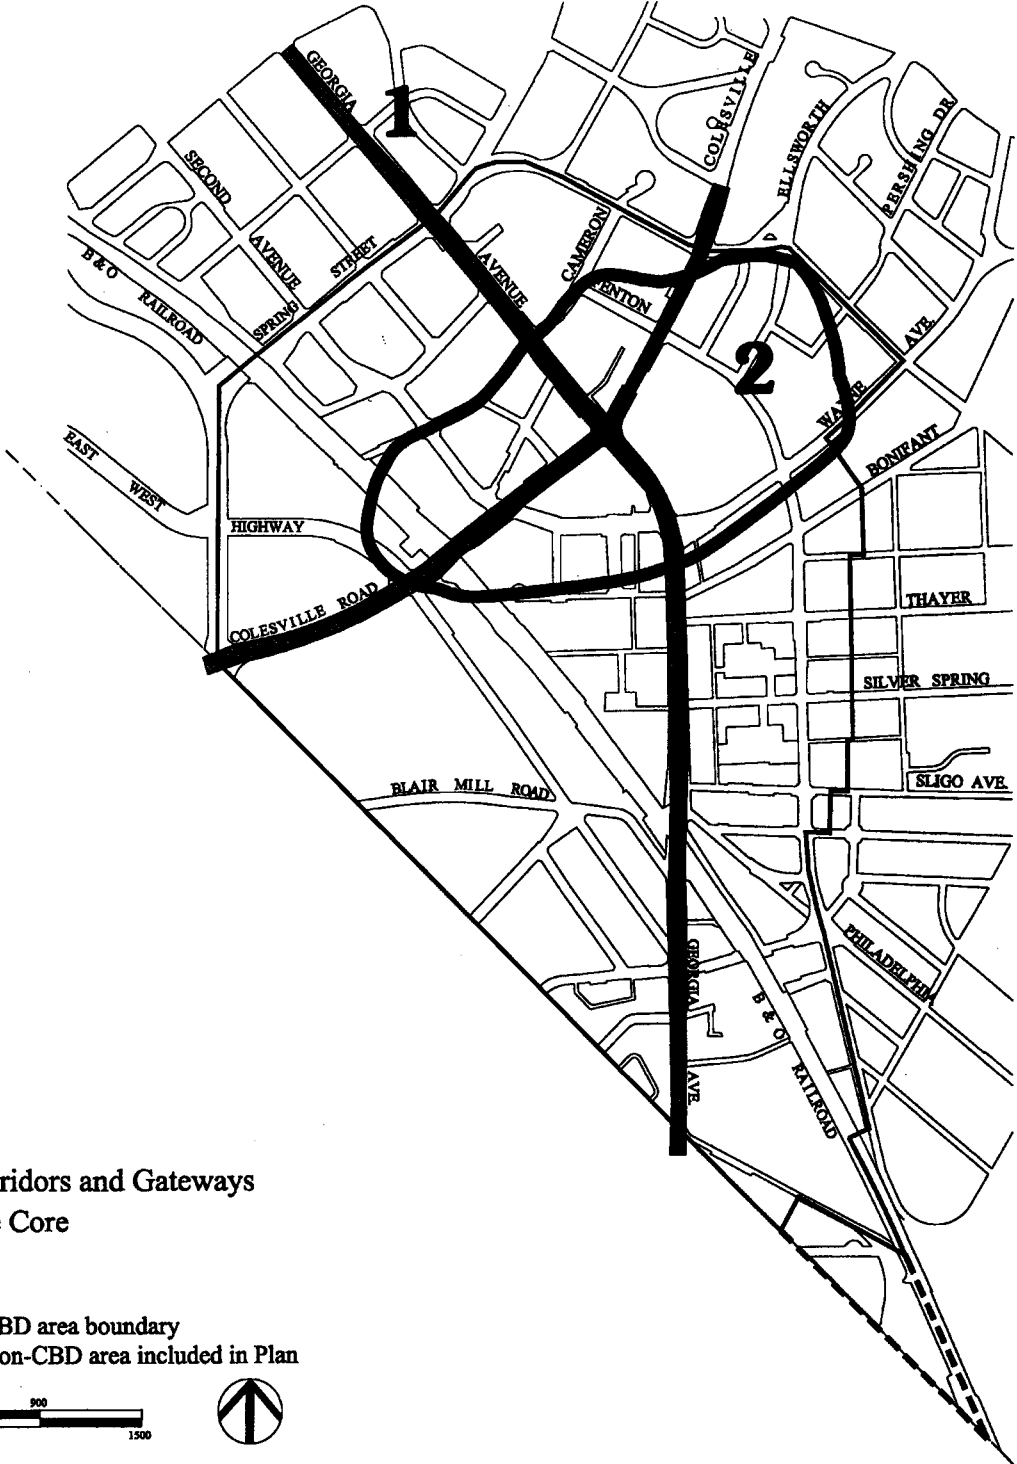 GEORGIA
1
COLESVILLE
ELLSWORTH
PERSHING DR.
SECOND
AVENUE
SPRING
STREET
CAMERON
AVENUE
FENTON
B & O
RAILROAD
2
WAYNE
AVE.
BONIFANT
EAST
WEST
HIGHWAY
COLESVILLE ROAD
THAYER
SILVER SPRING
SLIGO AVE.
BLAIR MILL ROAD
PHILADELPHIA
GEORGIA
AVE.
B & O
RAILROAD
ridors and Gateways
Core
BD area boundary
on-CBD area included in Plan
900
1500